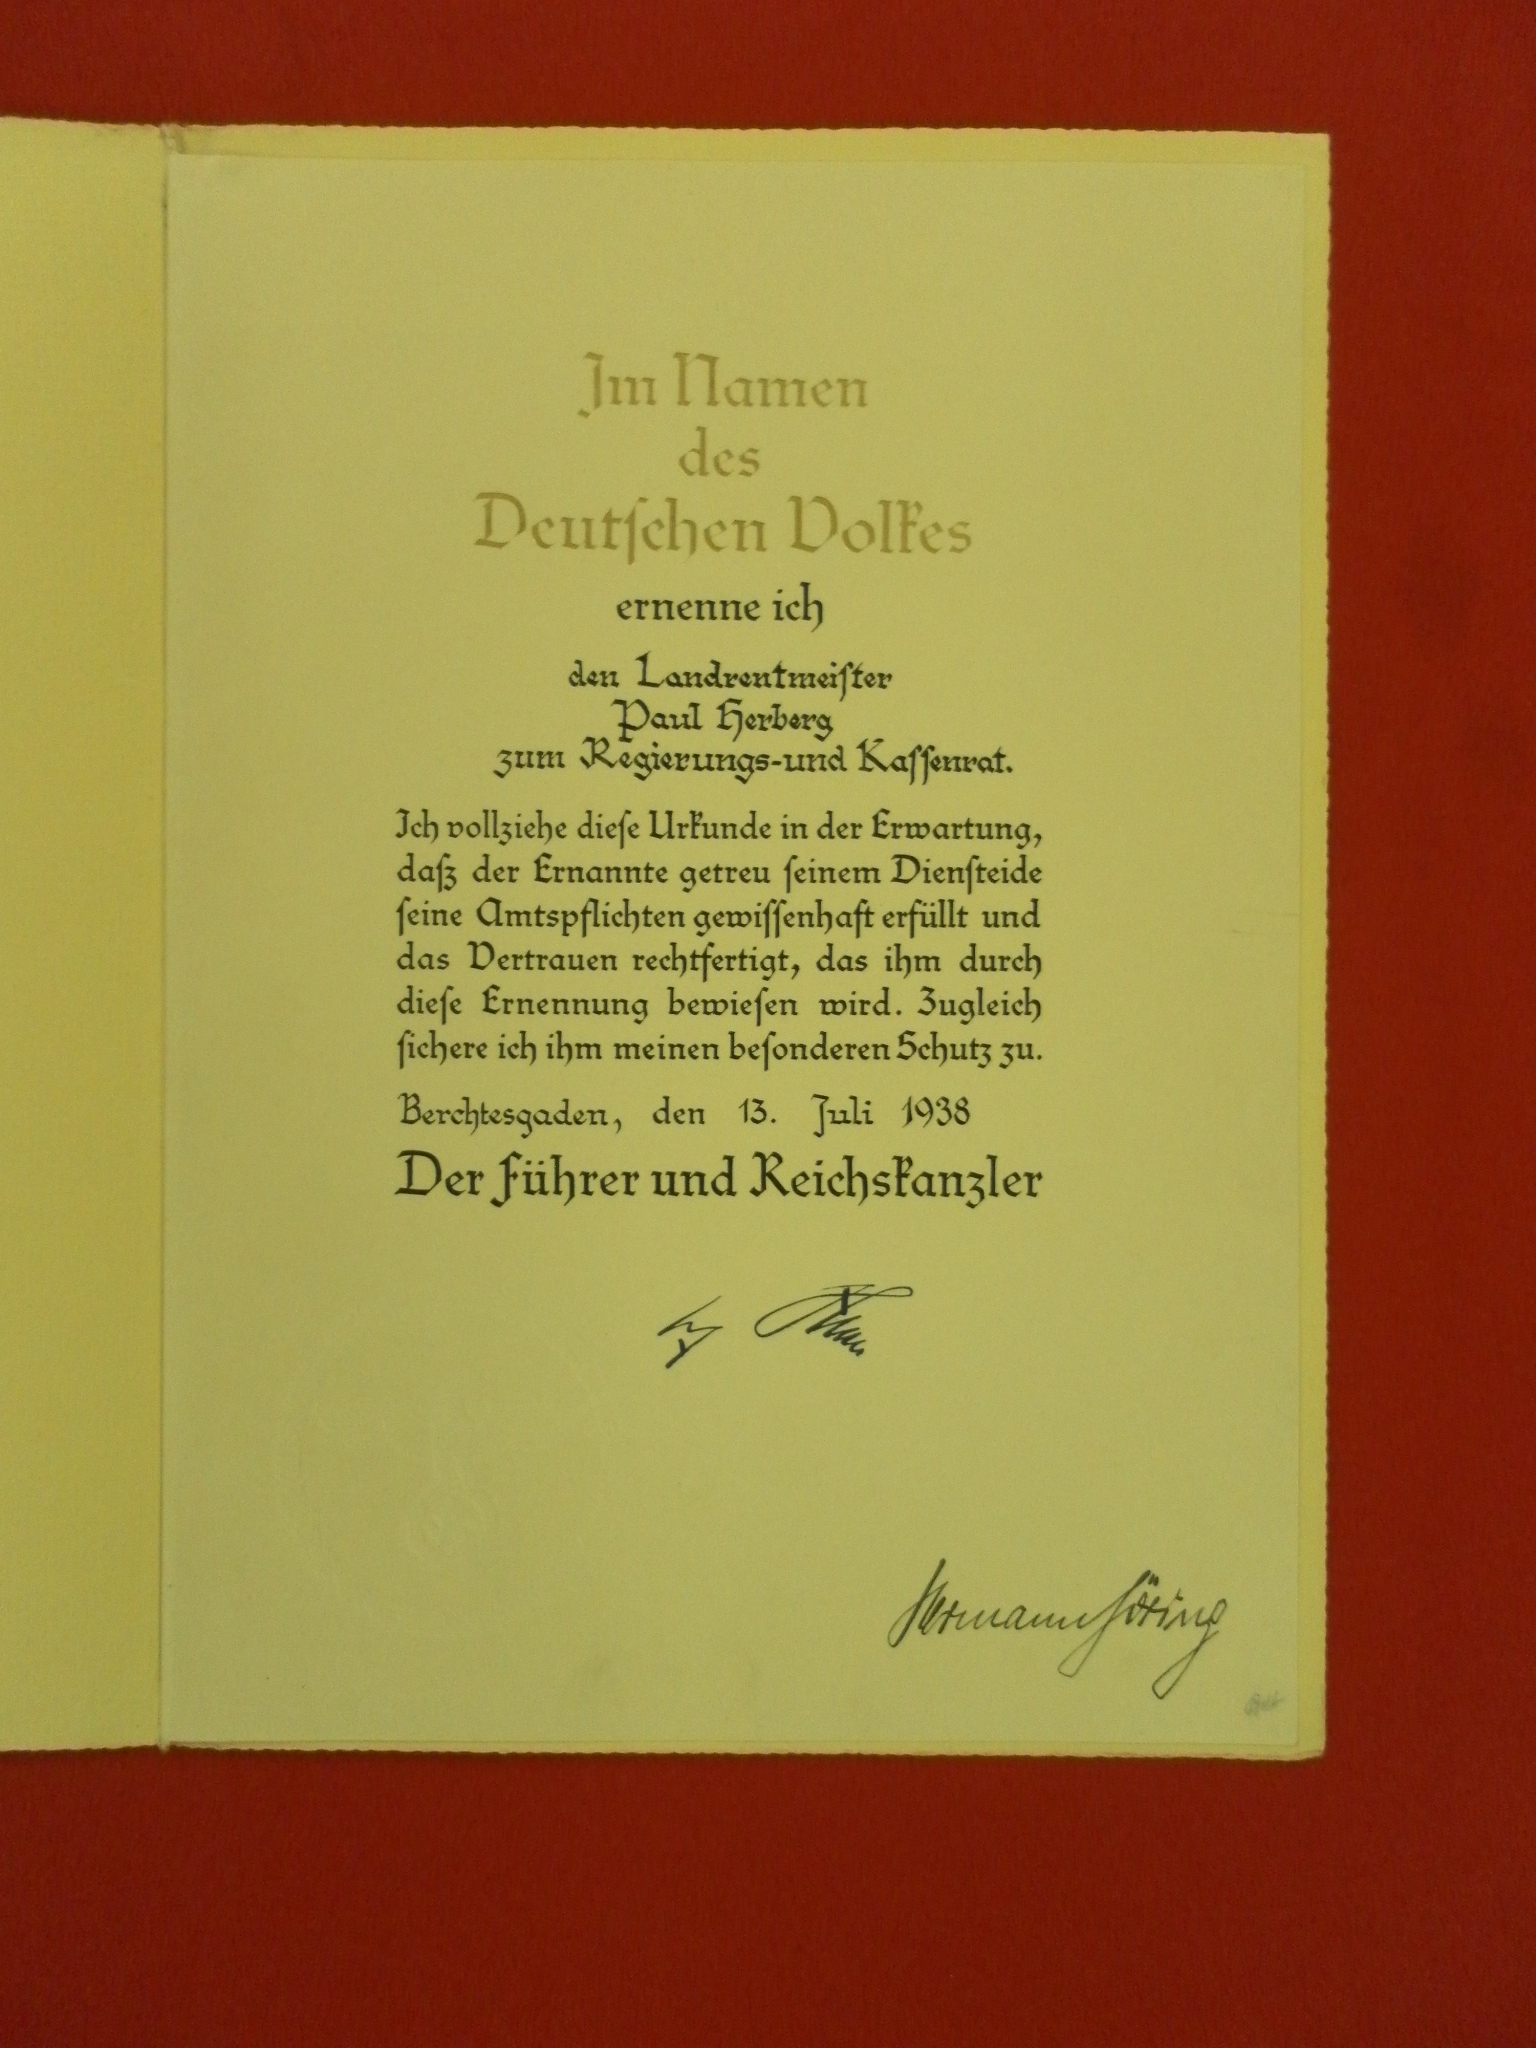 Im Namen
des
Deutſchen Volkes
ernenne ich
den Landrentmeiſter
Paul Herberg
zum Regierungs-und Kaſſenrat.
Ich vollziehe dieſe Urkunde in der Erwartung,
daß der Ernannte getreu ſeinem Dienſteide
ſeine Amtspflichten gewiſſenhaft erfüllt und
das Vertrauen rechtfertigt, das ihm durch
dieſe Ernennung bewieſen wird. Zugleich
ſichere ich ihm meinen beſonderen Schutz zu.
Berchtesgaden, den 13. Juli 1938
Der Führer und Reichskanzler
Hermann Göring